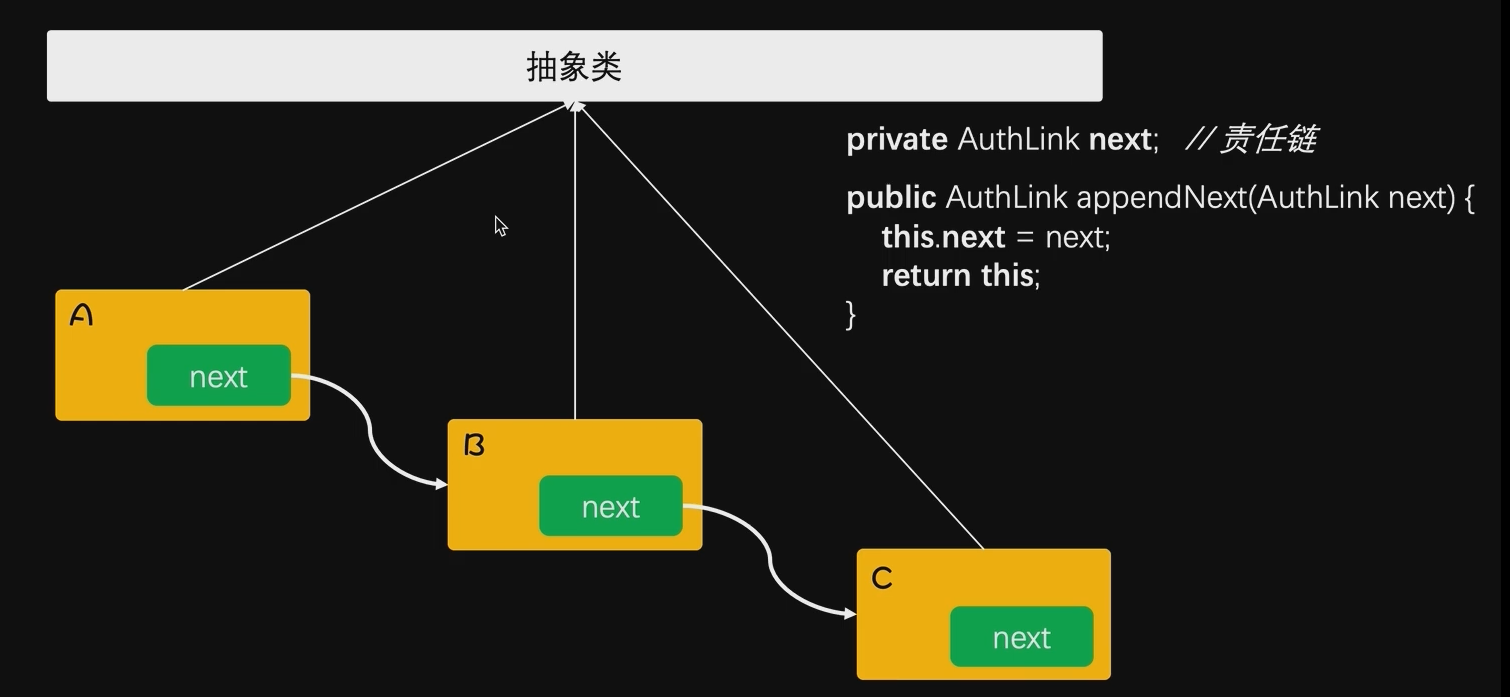 抽象类
private AuthLink next; // 责任链
public AuthLink appendNext(AuthLink next) {
this.next = next;
return this;
}
A
next
B
next
C
next